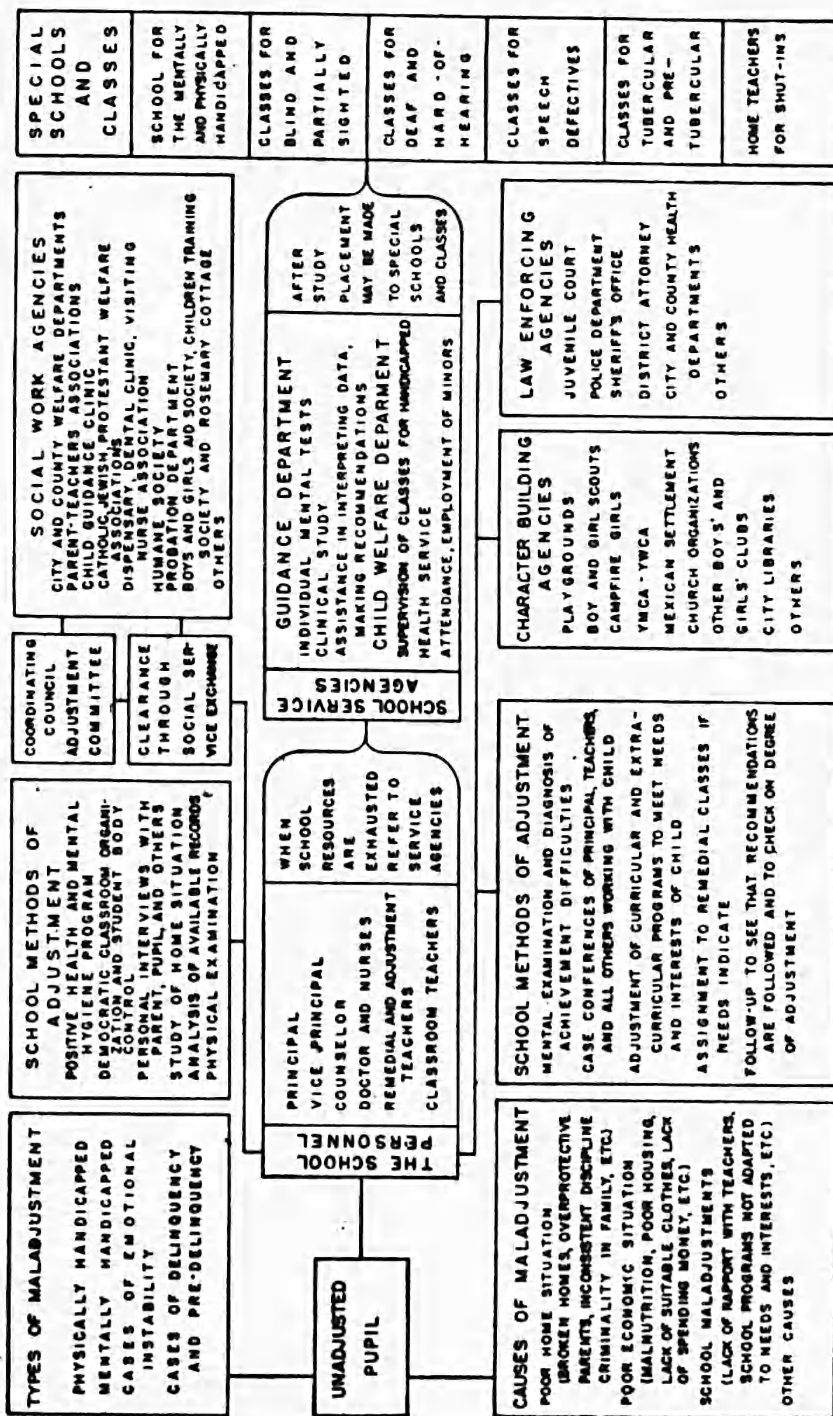 TYPES OF MALADJUSTMENT
PHYSICALLY HANDICAPPED
MENTALLY HANDICAPPED
CASES OF EMOTIONAL
INSTABILITY
CASES OF DELINQUENCY
AND PRE-DELINQUENCY
UNADJUSTED
PUPIL
CAUSES OF MALADJUSTMENT
POOR HOME SITUATION
(BROKEN HOMES, OVERPROTECTIVE
PARENTS, INCONSISTENT DISCIPLINE
CRIMINALITY IN FAMILY, ETC.)
POOR ECONOMIC SITUATION
(MALNUTRITION, POOR HOUSING,
LACK OF SUITABLE CLOTHES, LACK
OF SPENDING MONEY, ETC.)
SCHOOL MALADJUSTMENTS
(LACK OF RAPPORT WITH TEACHERS,
SCHOOL PROGRAMS NOT ADAPTED
TO NEEDS AND INTERESTS, ETC)
OTHER CAUSES
SCHOOL METHODS OF
ADJUSTMENT
POSITIVE HEALTH AND MENTAL
HYGIENE PROGRAM
DEMOCRATIC CLASSROOM ORGANI-
ZATION AND STUDENT BODY
CONTROL
PERSONAL INTERVIEWS WITH
PARENT, PUPIL, AND OTHERS
STUDY OF HOME SITUATION
ANALYSIS OF AVAILABLE RECORDS
PHYSICAL EXAMINATION
THE SCHOOL
PERSONNEL
PRINCIPAL
VICE PRINCIPAL
COUNSELOR
DOCTOR AND NURSES
REMEDIAL AND ADJUSTMENT
TEACHERS
CLASSROOM TEACHERS
WHEN
SCHOOL
RESOURCES
ARE
EXHAUSTED
REFER TO
SERVICE
AGENCIES
SCHOOL METHODS OF ADJUSTMENT
MENTAL EXAMINATION AND DIAGNOSIS OF
ACHIEVEMENT DIFFICULTIES
CASE CONFERENCES OF PRINCIPAL, TEACHERS,
AND ALL OTHERS WORKING WITH CHILD
ADJUSTMENT OF CURRICULAR AND EXTRA-
CURRICULAR PROGRAMS TO MEET NEEDS
AND INTERESTS OF CHILD
ASSIGNMENT TO REMEDIAL CLASSES IF
NEEDS INDICATE
FOLLOW-UP TO SEE THAT RECOMMENDATIONS
ARE FOLLOWED AND TO CHECK ON DEGREE
OF ADJUSTMENT
COORDINATING
COUNCIL
ADJUSTMENT
COMMITTEE
CLEARANCE
THROUGH
SOCIAL SER-
VICE EXCHANGE
SOCIAL WORK AGENCIES
CITY AND COUNTY WELFARE DEPARTMENTS
PARENT-TEACHERS ASSOCIATIONS
CHILD GUIDANCE CLINIC
CATHOLIC, JEWISH, PROTESTANT WELFARE
ASSOCIATIONS
DISPENSARY, DENTAL CLINIC, VISITING
NURSE ASSOCIATION
HUMANE SOCIETY
PROBATION DEPARTMENT
BOYS AND GIRLS AID SOCIETY, CHILDREN TRAINING
SOCIETY AND ROSEMARY COTTAGE
OTHERS
SCHOOL SERVICE
AGENCIES
GUIDANCE DEPARTMENT
INDIVIDUAL MENTAL TESTS
CLINICAL STUDY
ASSISTANCE IN INTERPRETING DATA,
MAKING RECOMMENDATIONS
CHILD WELFARE DEPARMENT
SUPERVISION OF CLASSES FOR HANDICAPPED
HEALTH SERVICE
ATTENDANCE, EMPLOYMENT OF MINORS
AFTER
STUDY
PLACEMENT
MAY BE MADE
TO SPECIAL
SCHOOLS
AND CLASSES
CHARACTER BUILDING
AGENCIES
PLAYGROUNDS
BOY AND GIRL SCOUTS
CAMPFIRE GIRLS
YMCA-YWCA
MEXICAN SETTLEMENT
CHURCH ORGANIZATIONS
OTHER BOYS' AND
GIRLS' CLUBS
CITY LIBRARIES
OTHERS
LAW ENFORCING
AGENCIES
JUVENILE COURT
POLICE DEPARTMENT
SHERIFF'S OFFICE
DISTRICT ATTORNEY
CITY AND COUNTY HEALTH
DEPARTMENTS
OTHERS
SPECIAL
SCHOOLS
AND
CLASSES
SCHOOL FOR
THE MENTALLY
AND PHYSICALLY
HANDICAPPED
CLASSES FOR
BLIND AND
PARTIALLY
SIGHTED
CLASSES FOR
DEAF AND
HARD-OF-
HEARING
CLASSES FOR
SPEECH
DEFECTIVES
CLASSES FOR
TUBERCULAR
AND PRE-
TUBERCULAR
HOME TEACHERS
FOR SHUT-INS